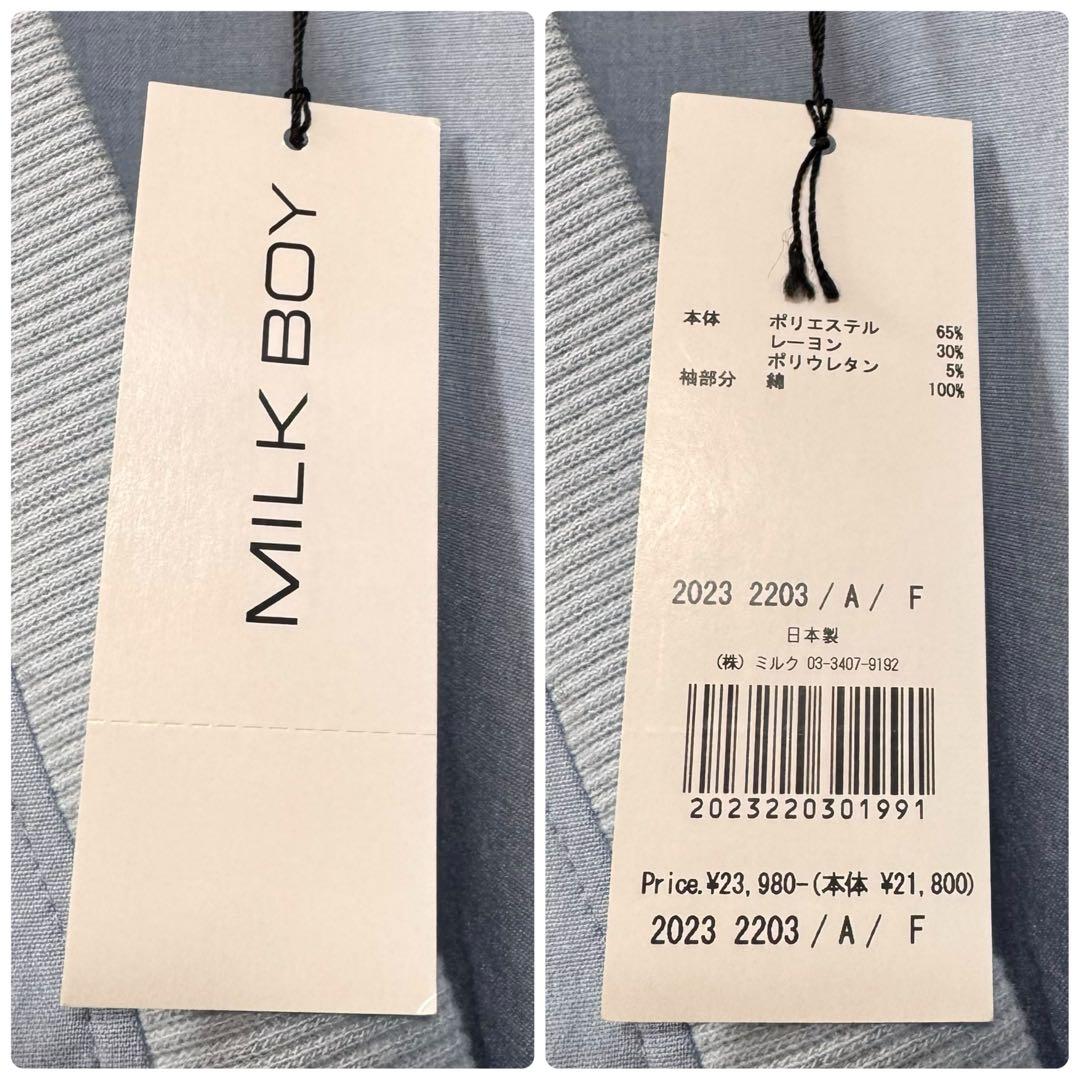 MILKBOY
本体 ポリエステル 65%
レーヨン 30%
ポリウレタン 5%
袖部分 綿 100%
2023 2203 / A / F
日本製
(株) ミルク 03-3407-9192
2023220301991
Price.¥23,980-(本体 ¥21,800)
2023 2203 / A / F